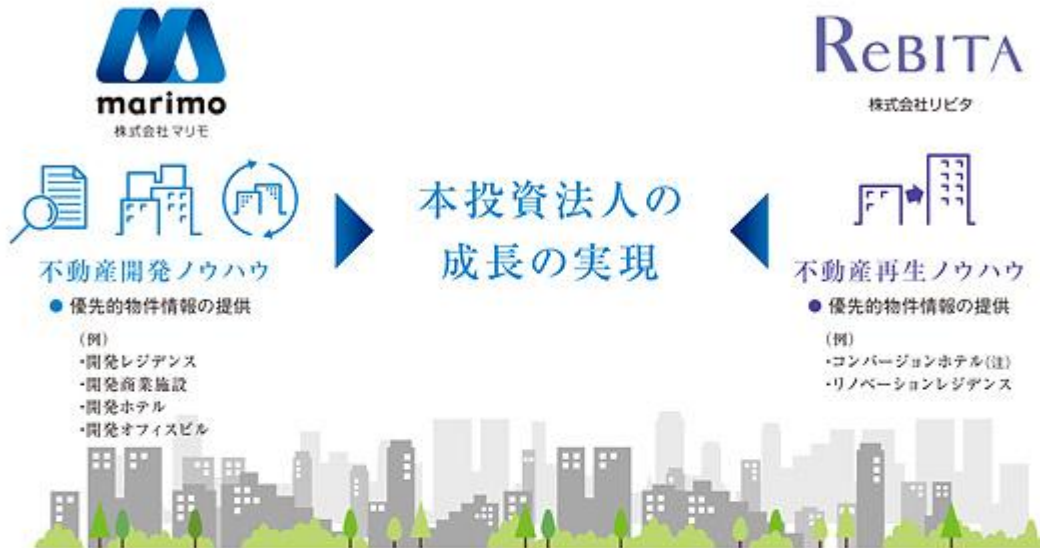 marimo
株式会社マリモ
不動産開発ノウハウ
● 優先的物件情報の提供
(例)
・開発レジデンス
・開発商業施設
・開発ホテル
・開発オフィスビル
本投資法人の
成長の実現
ReBITA
株式会社リビタ
不動産再生ノウハウ
● 優先的物件情報の提供
(例)
・コンバージョンホテル(注)
・リノベーションレジデンス